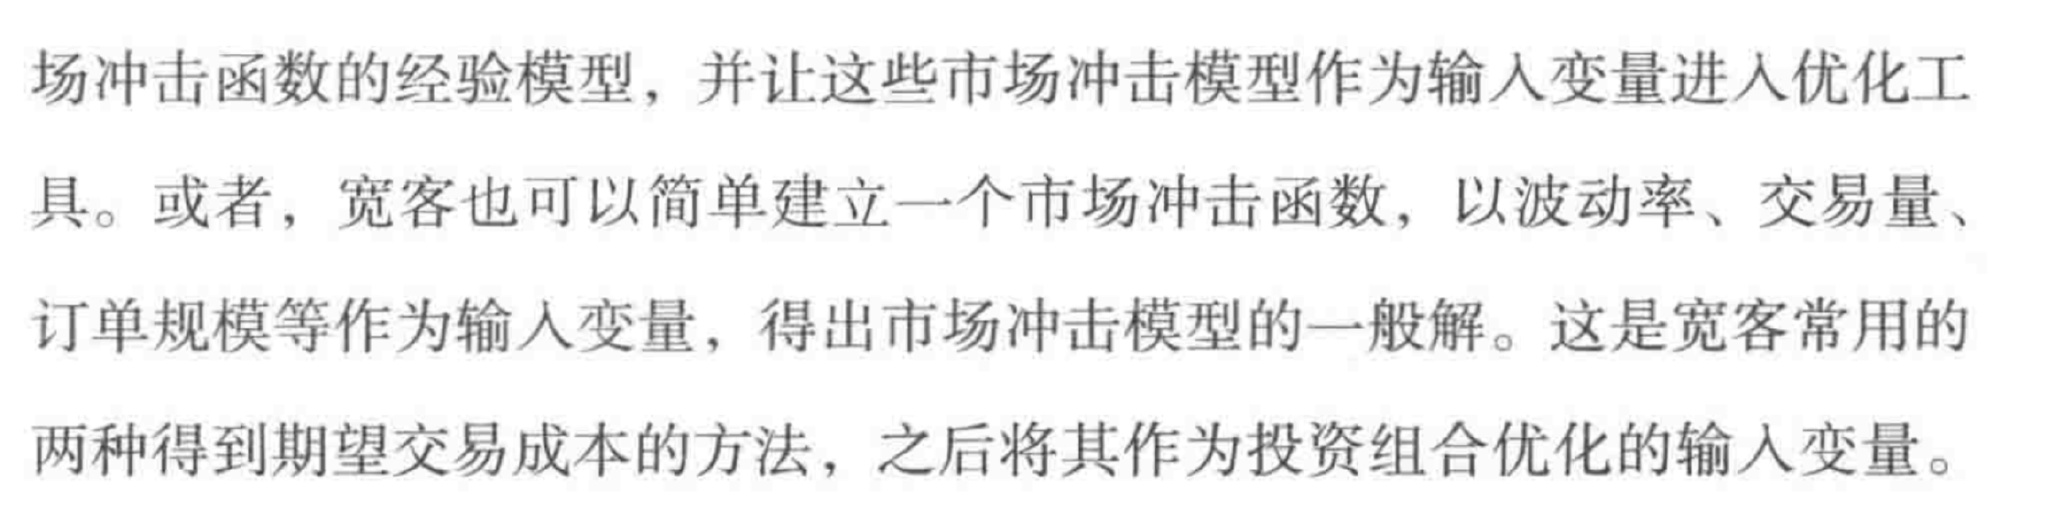 场冲击函数的经验模型，并让这些市场冲击模型作为输入变量进入优化工
具。或者，宽客也可以简单建立一个市场冲击函数，以波动率、交易量、
订单规模等作为输入变量，得出市场冲击模型的一般解。这是宽客常用的
两种得到期望交易成本的方法，之后将其作为投资组合优化的输入变量。